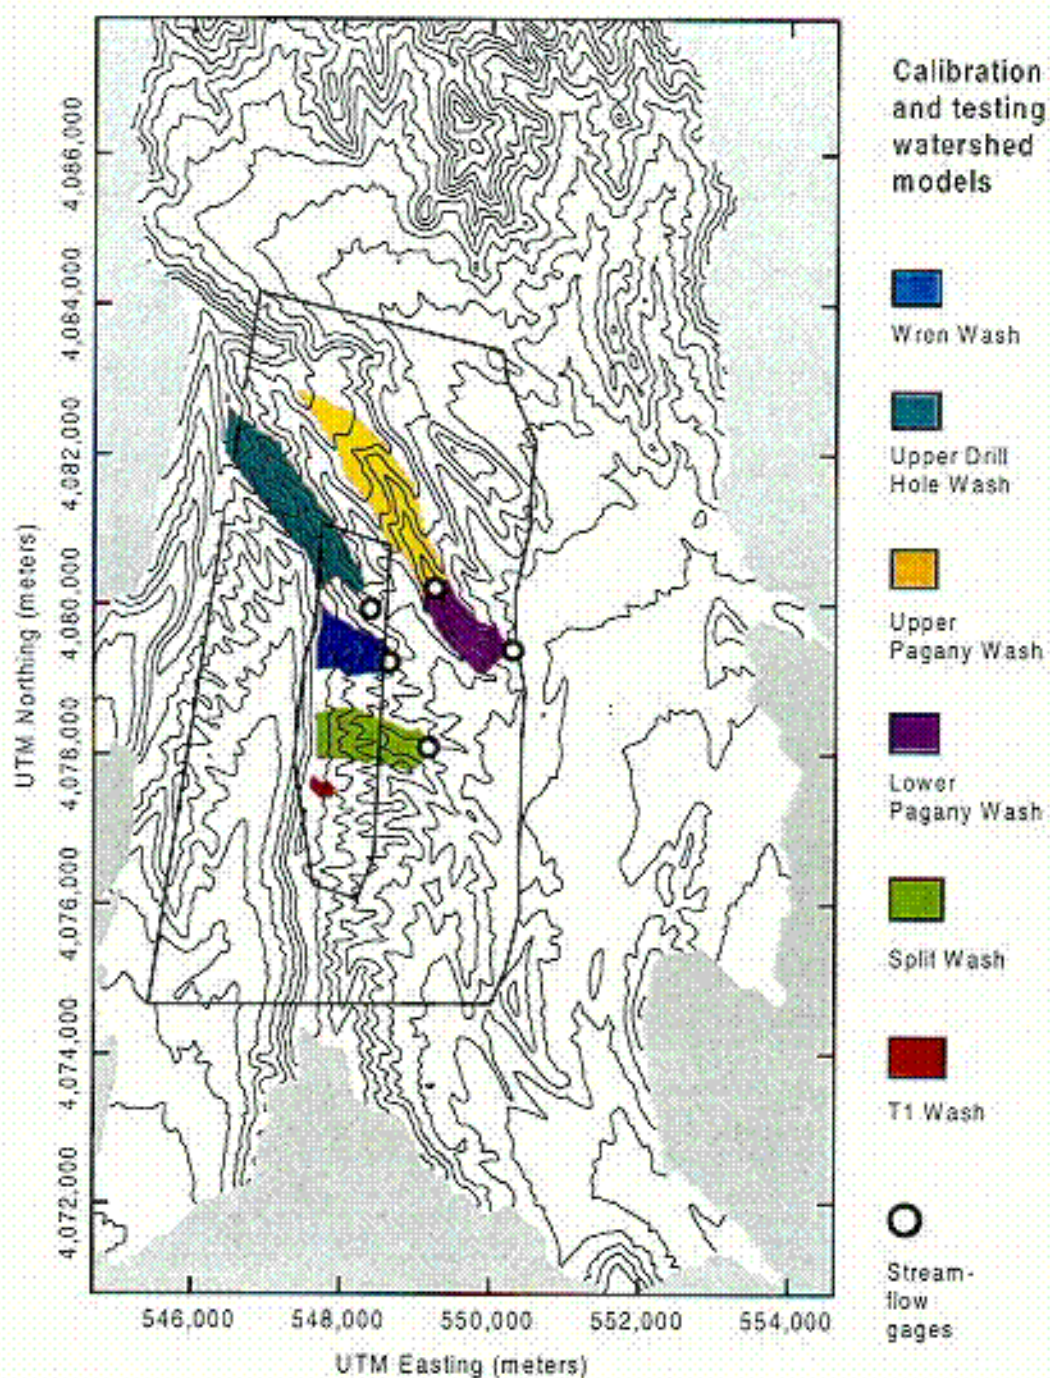 Calibration
and testing
watershed
models
Wren Wash
Upper Drill
Hole Wash
Upper
Pagany Wash
Lower
Pagany Wash
Split Wash
T1 Wash
Stream-
flow
gages
UTM Northing (meters)
4,086,000
4,084,000
4,082,000
4,080,000
4,078,000
4,076,000
4,074,000
4,072,000
546,000
548,000
550,000
552,000
554,000
UTM Easting (meters)